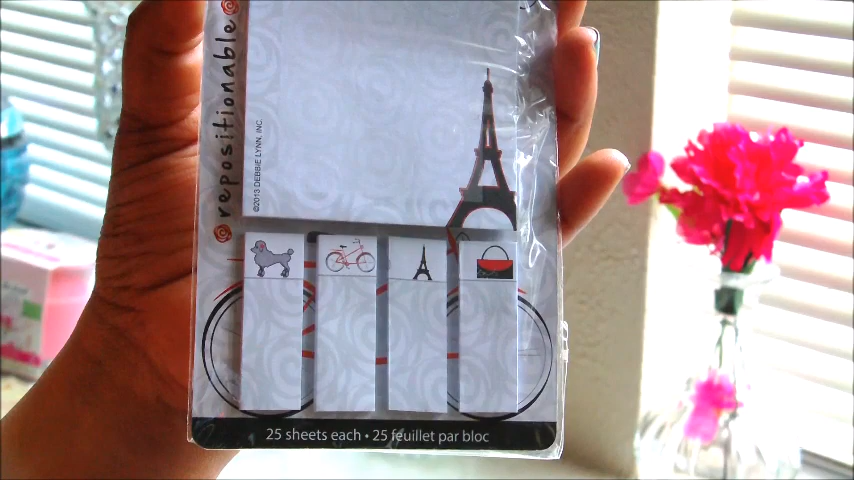 repositionable
©2013 DEBBIE LYNN, INC.
25 sheets each • 25 feuillet par bloc